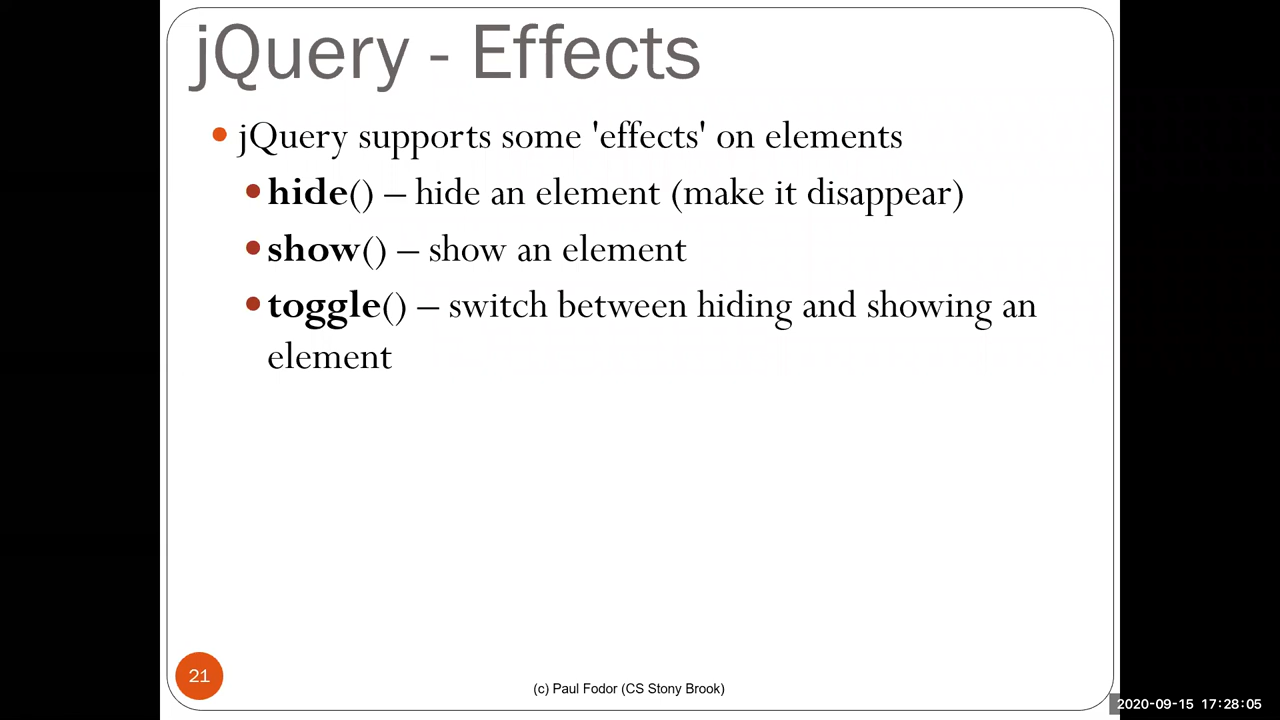 jQuery - Effects
jQuery supports some 'effects' on elements
hide() – hide an element (make it disappear)
show() – show an element
toggle() – switch between hiding and showing an
element
21
(c) Paul Fodor (CS Stony Brook)
2020-09-15 17:28:05